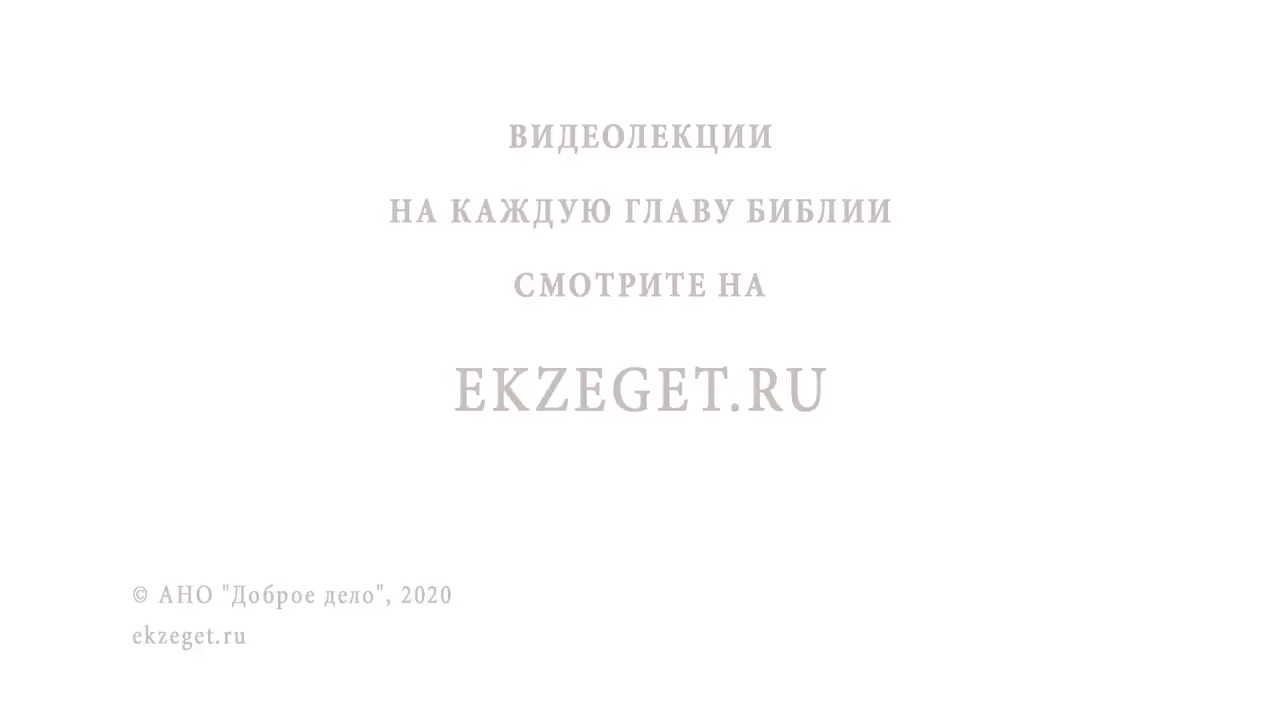 ВИДЕОЛЕКЦИИ
НА КАЖДУЮ ГЛАВУ БИБЛИИ
СМОТРИТЕ НА
EKZEGET.RU
© АНО "Доброе дело", 2020
ekzeget.ru